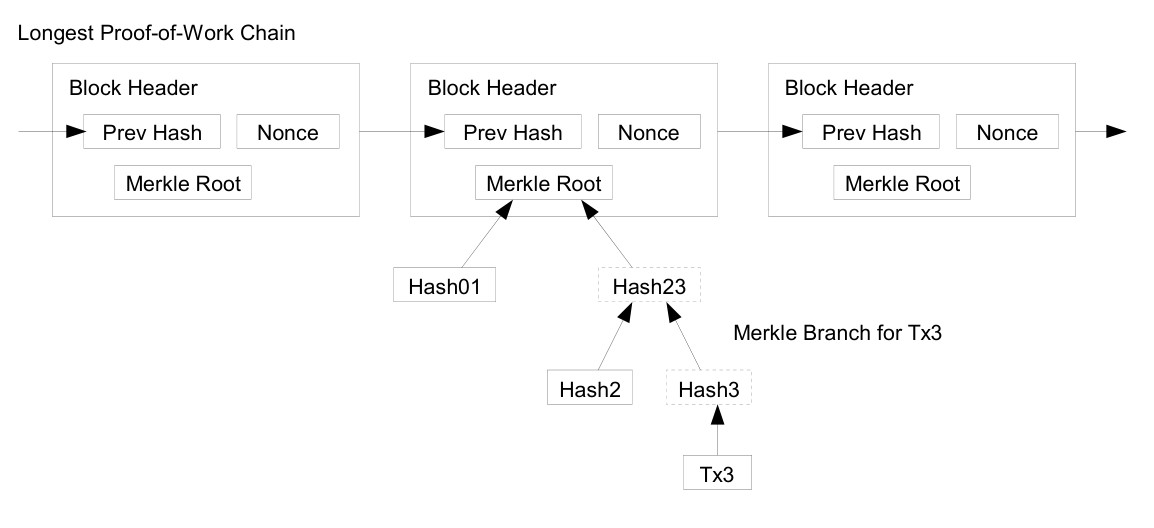 Longest Proof-of-Work Chain
Block Header
Prev Hash
Nonce
Merkle Root
Block Header
Prev Hash
Nonce
Merkle Root
Block Header
Prev Hash
Nonce
Merkle Root
Hash01
Hash23
Merkle Branch for Tx3
Hash2
Hash3
Tx3